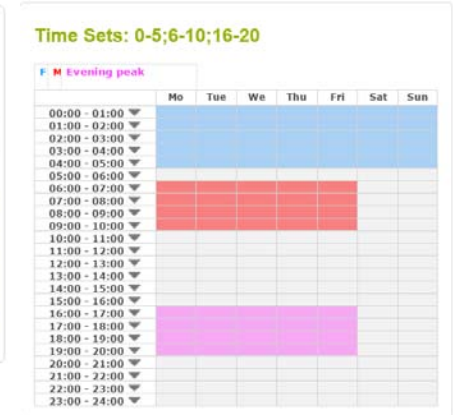 Time Sets: 0-5;6-10;16-20
F M Evening peak
Mo Tue We Thu Fri Sat Sun
00:00 - 01:00
01:00 - 02:00
02:00 - 03:00
03:00 - 04:00
04:00 - 05:00
05:00 - 06:00
06:00 - 07:00
07:00 - 08:00
08:00 - 09:00
09:00 - 10:00
10:00 - 11:00
11:00 - 12:00
12:00 - 13:00
13:00 - 14:00
14:00 - 15:00
15:00 - 16:00
16:00 - 17:00
17:00 - 18:00
18:00 - 19:00
19:00 - 20:00
20:00 - 21:00
21:00 - 22:00
22:00 - 23:00
23:00 - 24:00